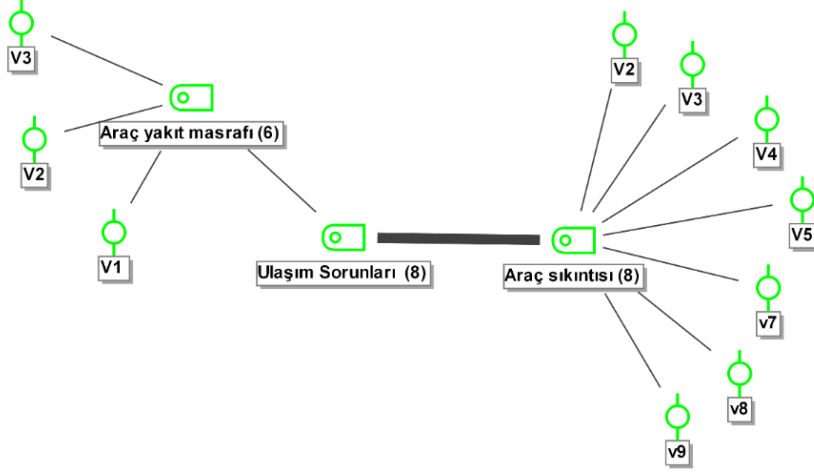 V3
V2
Araç yakıt masrafı (6)
V1
Ulaşım Sorunları (8)
Araç sıkıntısı (8)
V2
V3
V4
V5
v7
v8
v9